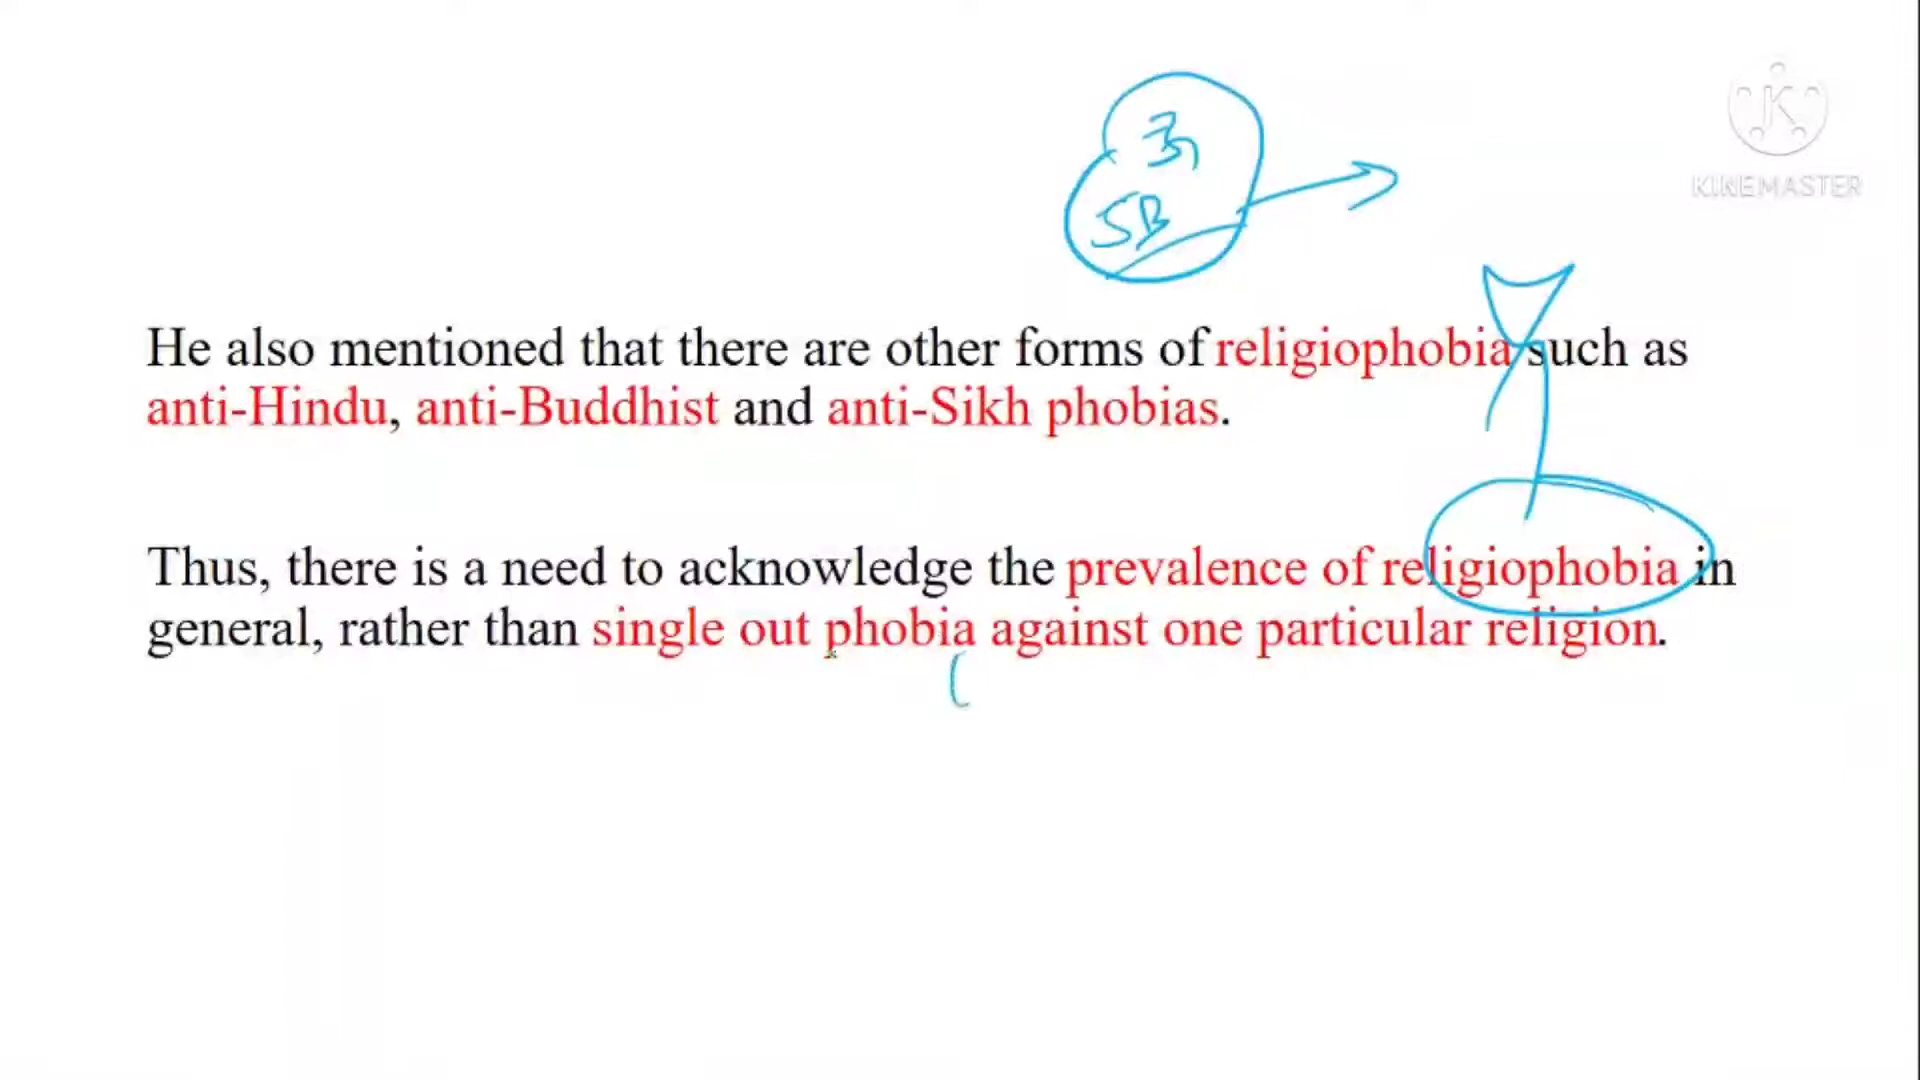 K
KINEMASTER
SB
He also mentioned that there are other forms of religiophobia such as
anti-Hindu, anti-Buddhist and anti-Sikh phobias.
Thus, there is a need to acknowledge the prevalence of religiophobia in
general, rather than single out phobia against one particular religion.